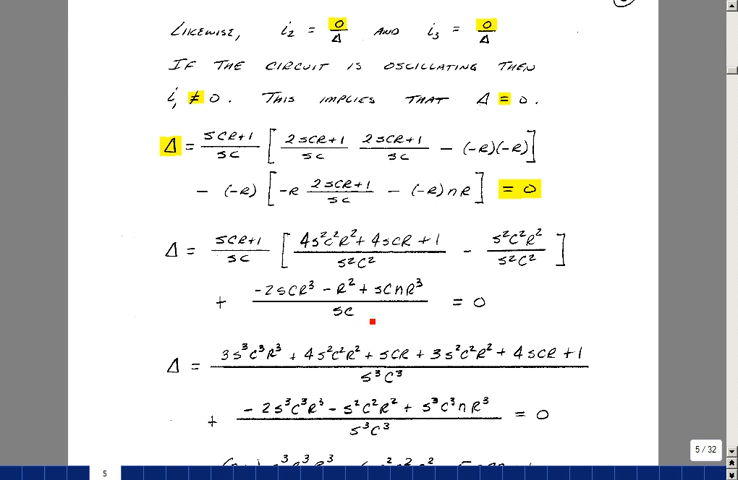 LIKEWISE, i₂ = 0/Δ AND i₃ = 0/Δ
IF THE CIRCUIT IS OSCILLATING THEN
i₁ ≠ 0. THIS IMPLIES THAT Δ = 0.
Δ = (SCR+1)/SC [ (2SCR+1)/SC (2SCR+1)/SC - (-R)(-R) ]
- (-R) [ -R (2SCR+1)/SC - (-R)nR ] = 0
Δ = (SCR+1)/SC [ (4S²C²R² + 4SCR + 1)/S²C² - S²C²R²/S²C² ]
+ (-2SCR³ - R² + SCnR³)/SC = 0
Δ = (3S³C³R³ + 4S²C²R² + SCR + 3S²C²R² + 4SCR + 1)/S³C³
+ (-2S³C³R³ - S²C²R² + S³C³nR³)/S³C³ = 0
5 / 32
5